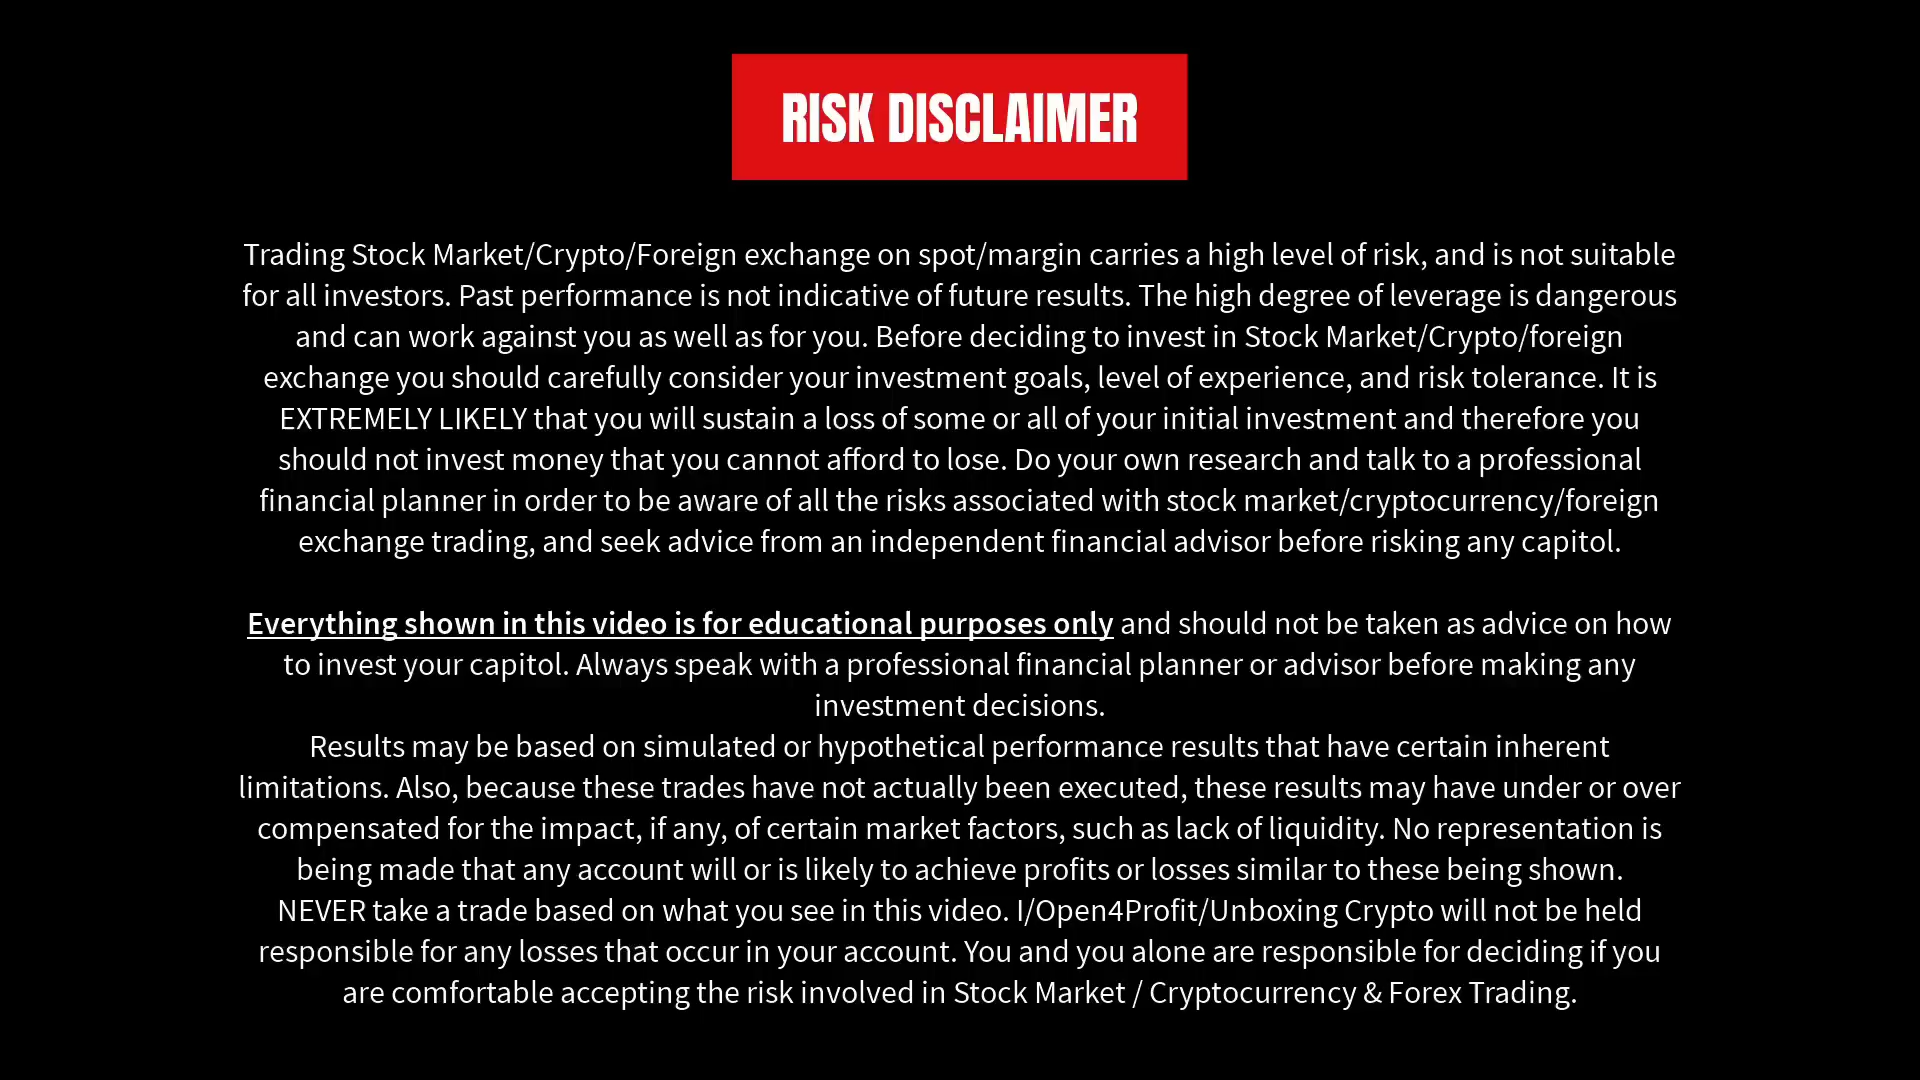 RISK DISCLAIMER
Trading Stock Market/Crypto/Foreign exchange on spot/margin carries a high level of risk, and is not suitable
for all investors. Past performance is not indicative of future results. The high degree of leverage is dangerous
and can work against you as well as for you. Before deciding to invest in Stock Market/Crypto/foreign
exchange you should carefully consider your investment goals, level of experience, and risk tolerance. It is
EXTREMELY LIKELY that you will sustain a loss of some or all of your initial investment and therefore you
should not invest money that you cannot afford to lose. Do your own research and talk to a professional
financial planner in order to be aware of all the risks associated with stock market/cryptocurrency/foreign
exchange trading, and seek advice from an independent financial advisor before risking any capitol.
Everything shown in this video is for educational purposes only and should not be taken as advice on how
to invest your capitol. Always speak with a professional financial planner or advisor before making any
investment decisions.
Results may be based on simulated or hypothetical performance results that have certain inherent
limitations. Also, because these trades have not actually been executed, these results may have under or over
compensated for the impact, if any, of certain market factors, such as lack of liquidity. No representation is
being made that any account will or is likely to achieve profits or losses similar to these being shown.
NEVER take a trade based on what you see in this video. I/Open4Profit/Unboxing Crypto will not be held
responsible for any losses that occur in your account. You and you alone are responsible for deciding if you
are comfortable accepting the risk involved in Stock Market / Cryptocurrency & Forex Trading.